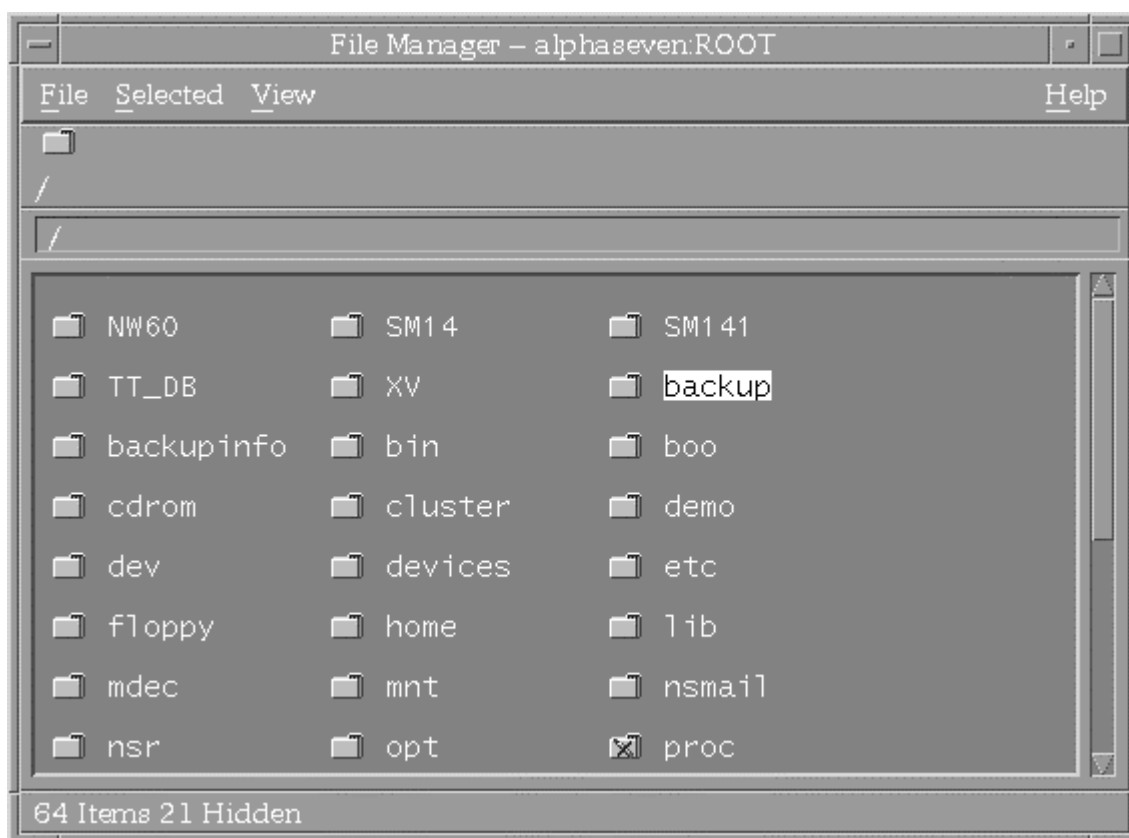 File Manager – alphaseven:ROOT
File Selected View Help
/
/
NW60 SM14 SM141
TT_DB XV backup
backupinfo bin boo
cdrom cluster demo
dev devices etc
floppy home lib
mdec mnt nsmail
nsr opt proc
64 Items 21 Hidden